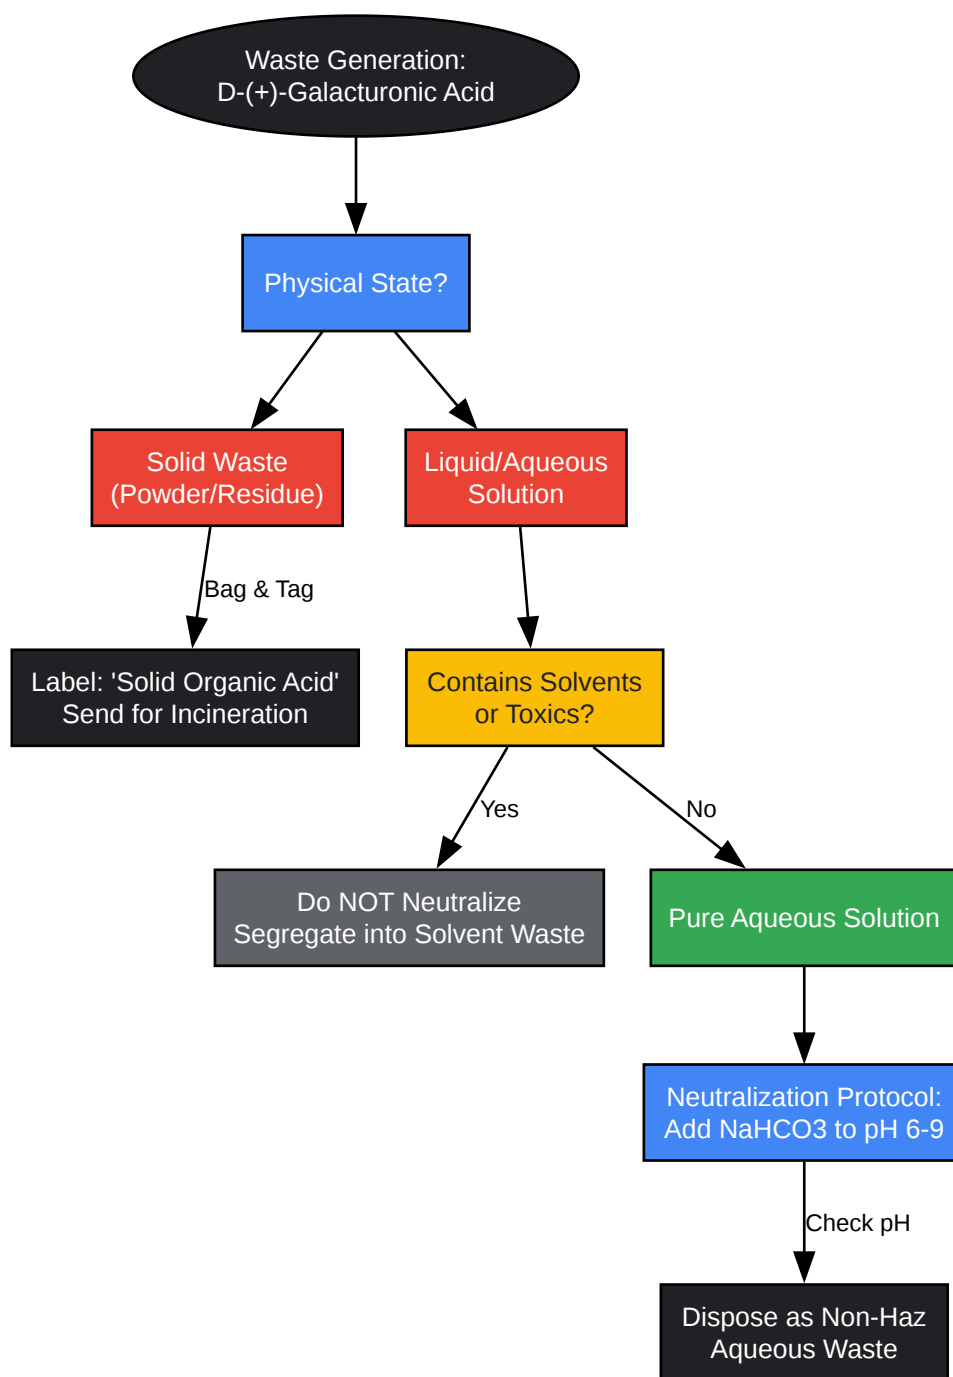 Waste Generation:
D-(+)-Galacturonic Acid
Physical State?
Solid Waste
(Powder/Residue)
Liquid/Aqueous
Solution
Bag & Tag
Label: 'Solid Organic Acid'
Send for Incineration
Contains Solvents
or Toxics?
Yes
No
Do NOT Neutralize
Segregate into Solvent Waste
Pure Aqueous Solution
Neutralization Protocol:
Add NaHCO3 to pH 6-9
Check pH
Dispose as Non-Haz
Aqueous Waste